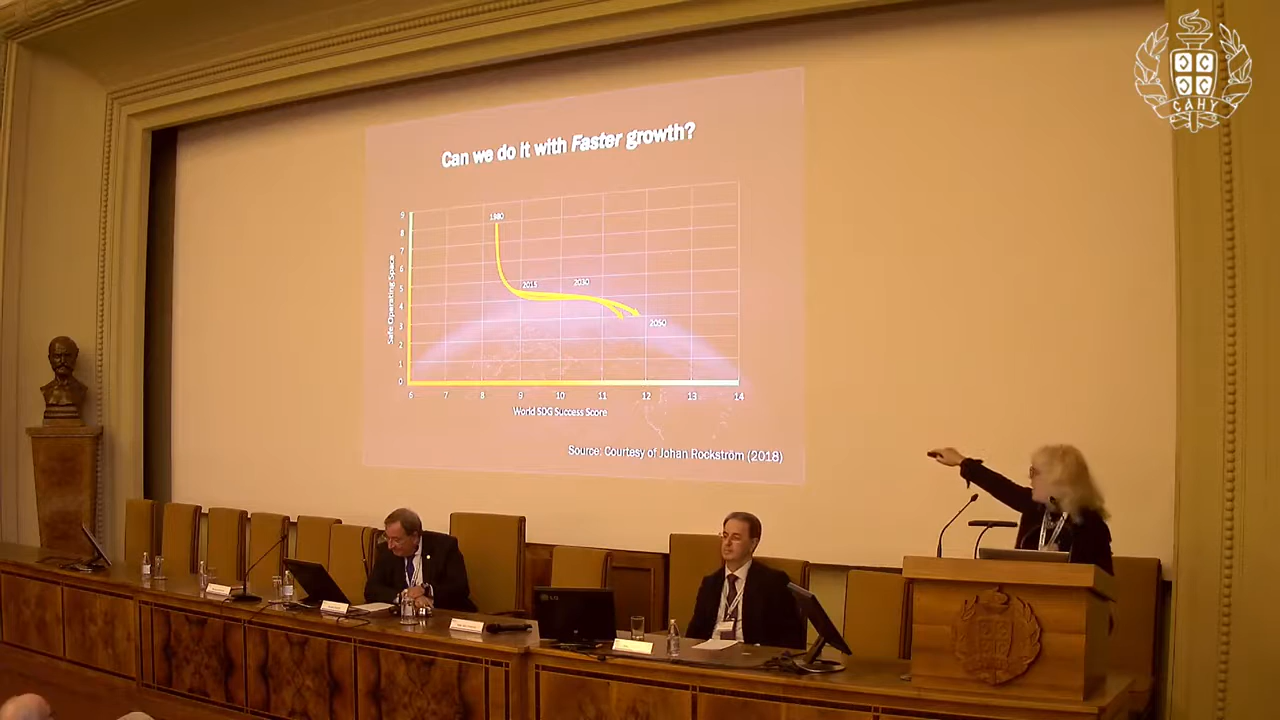 САНУ
Can we do it with Faster growth?
9
8
7
6
5
4
3
2
1
0
Safe Operating Space
1980
2015
2030
2050
6 7 8 9 10 11 12 13 14
World SDG Success Score
Source: Courtesy of Johan Rockström (2018)
LG